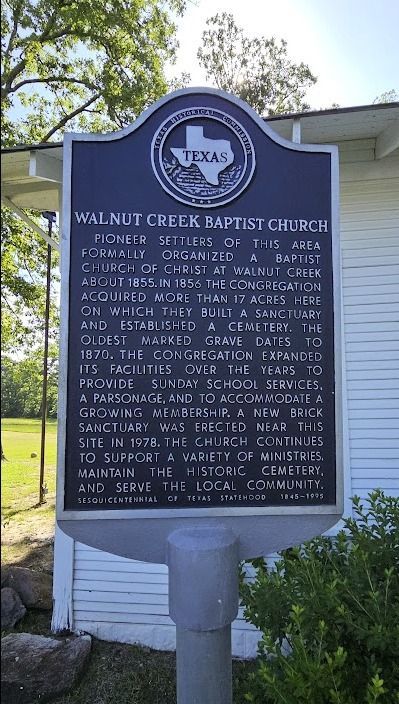 TEXAS HISTORICAL COMMISSION
TEXAS
WALNUT CREEK BAPTIST CHURCH
PIONEER SETTLERS OF THIS AREA
FORMALLY ORGANIZED A BAPTIST
CHURCH OF CHRIST AT WALNUT CREEK
ABOUT 1855. IN 1856 THE CONGREGATION
ACQUIRED MORE THAN 17 ACRES HERE
ON WHICH THEY BUILT A SANCTUARY
AND ESTABLISHED A CEMETERY. THE
OLDEST MARKED GRAVE DATES TO
1870. THE CONGREGATION EXPANDED
ITS FACILITIES OVER THE YEARS TO
PROVIDE SUNDAY SCHOOL SERVICES,
A PARSONAGE, AND TO ACCOMMODATE A
GROWING MEMBERSHIP. A NEW BRICK
SANCTUARY WAS ERECTED NEAR THIS
SITE IN 1978. THE CHURCH CONTINUES
TO SUPPORT A VARIETY OF MINISTRIES,
MAINTAIN THE HISTORIC CEMETERY,
AND SERVE THE LOCAL COMMUNITY.
SESQUICENTENNIAL OF TEXAS STATEHOOD 1845-1995